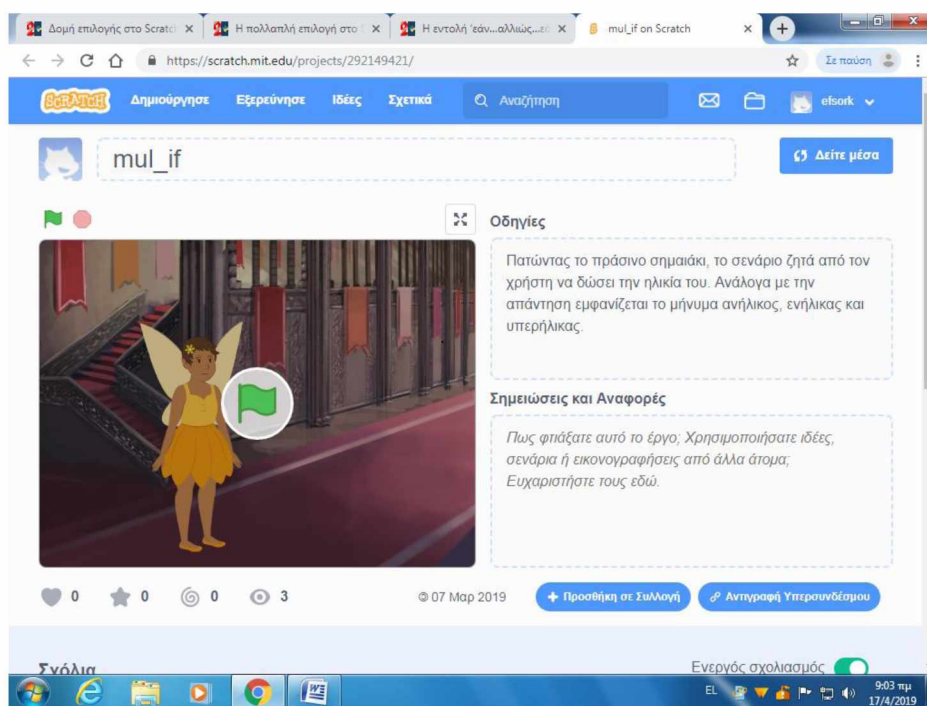 Δομή επιλογής στο Scratc
Η πολλαπλή επιλογή στο
Η εντολή 'εάν...αλλιώς...εά
mul_if on Scratch
https://scratch.mit.edu/projects/292149421/
Σε παύση
SCRATCH
Δημιούργησε
Εξερεύνησε
Ιδέες
Σχετικά
Αναζήτηση
efsork
mul_if
Δείτε μέσα
Οδηγίες
Πατώντας το πράσινο σημαιάκι, το σενάριο ζητά από τον
χρήστη να δώσει την ηλικία του. Ανάλογα με την
απάντηση εμφανίζεται το μήνυμα ανήλικος, ενήλικας και
υπερήλικας.
Σημειώσεις και Αναφορές
Πως φτιάξατε αυτό το έργο; Χρησιμοποιήσατε ιδέες,
σενάρια ή εικονογραφήσεις από άλλα άτομα;
Ευχαριστήστε τους εδώ.
0
0
0
3
© 07 Μαρ 2019
Προσθήκη σε Συλλογή
Αντιγραφή Υπερσυνδέσμου
Σχόλια
Ενεργός σχολιασμός
EL
9:03 πμ
17/4/2019